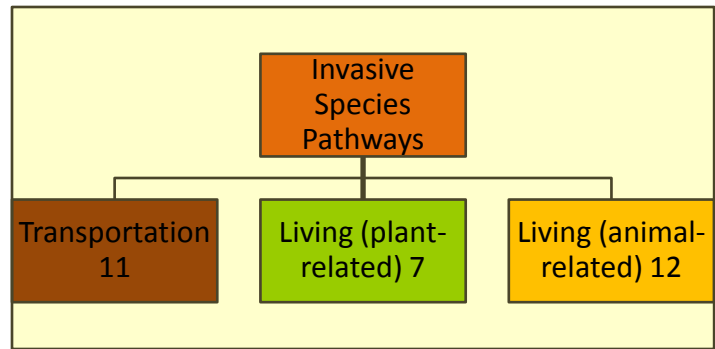 Invasive
Species
Pathways
Transportation
11
Living (plant-
related) 7
Living (animal-
related) 12